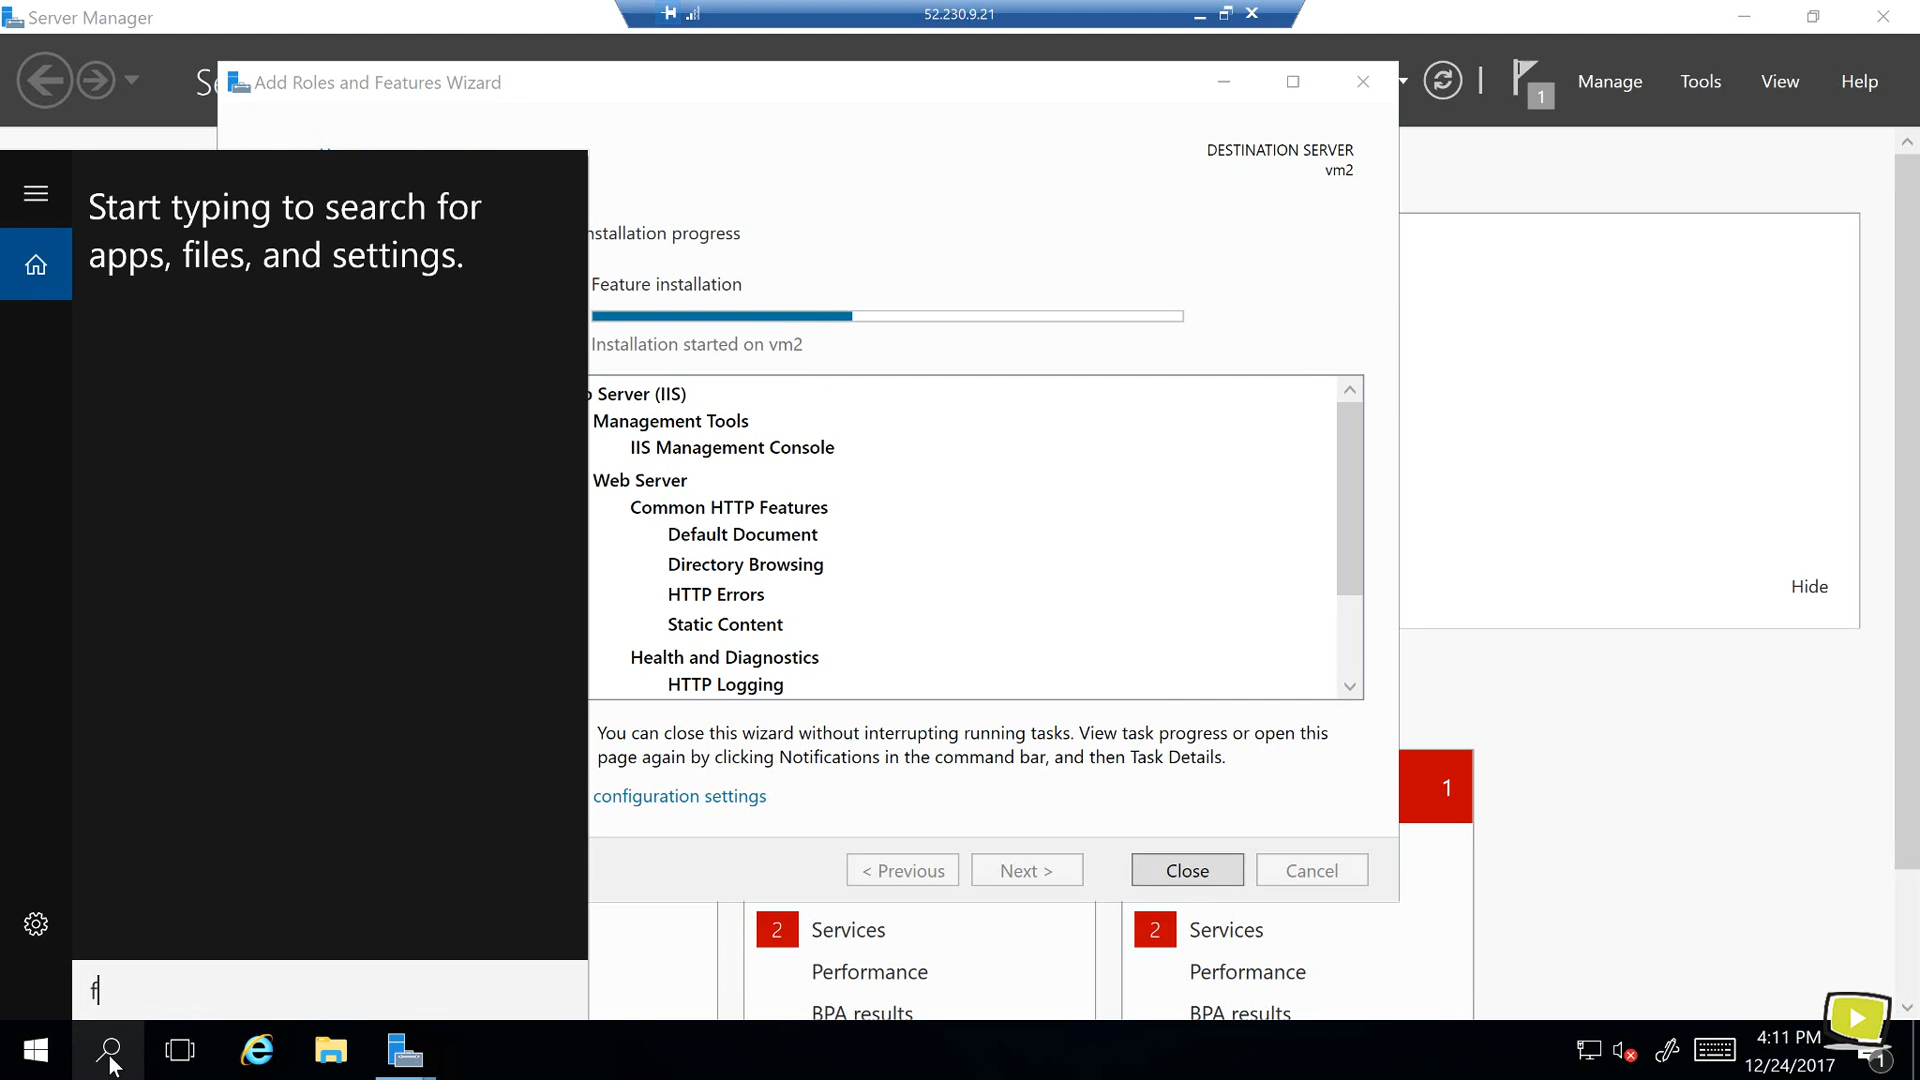 Server Manager
52.230.9.21
Se
Add Roles and Features Wizard
1
Manage
Tools
View
Help
DESTINATION SERVER
vm2
Start typing to search for
apps, files, and settings.
nstallation progress
Feature installation
Installation started on vm2
Server (IIS)
Management Tools
IIS Management Console
Web Server
Common HTTP Features
Default Document
Directory Browsing
HTTP Errors
Static Content
Health and Diagnostics
HTTP Logging
Hide
You can close this wizard without interrupting running tasks. View task progress or open this
page again by clicking Notifications in the command bar, and then Task Details.
configuration settings
1
< Previous
Next >
Close
Cancel
2 Services
Performance
BPA results
2 Services
Performance
BPA results
f
4:11 PM
12/24/2017
1